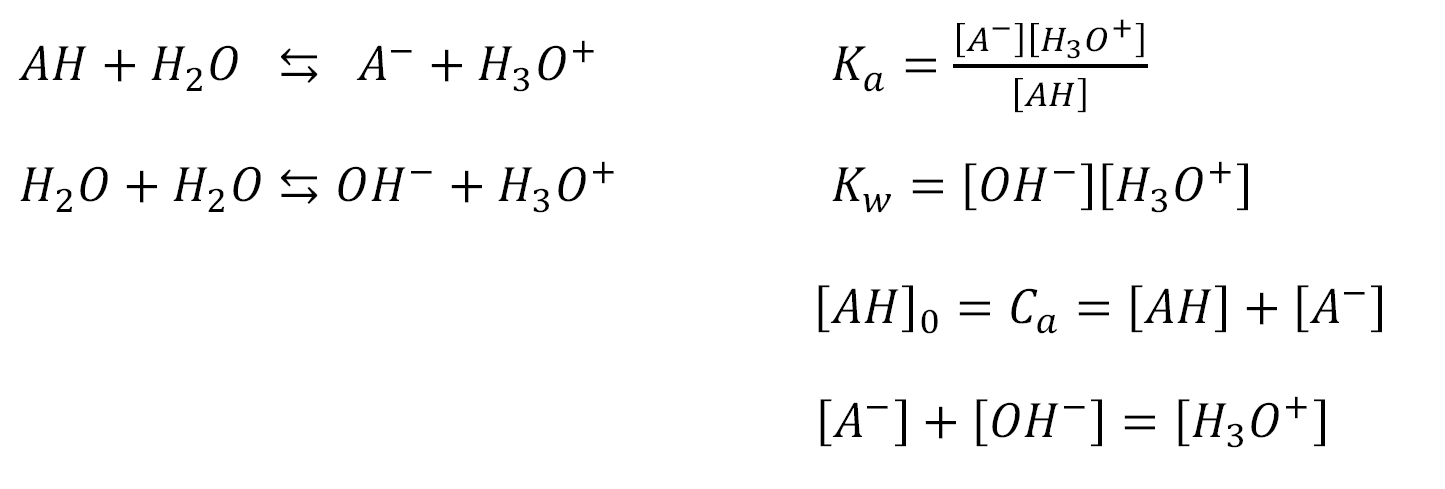 AH + H₂O ⇆ A⁻ + H₃O⁺ Kₐ = [A⁻][H₃O⁺] / [AH]
H₂O + H₂O ⇆ OH⁻ + H₃O⁺ K_w = [OH⁻][H₃O⁺]
[AH]₀ = Cₐ = [AH] + [A⁻]
[A⁻] + [OH⁻] = [H₃O⁺]